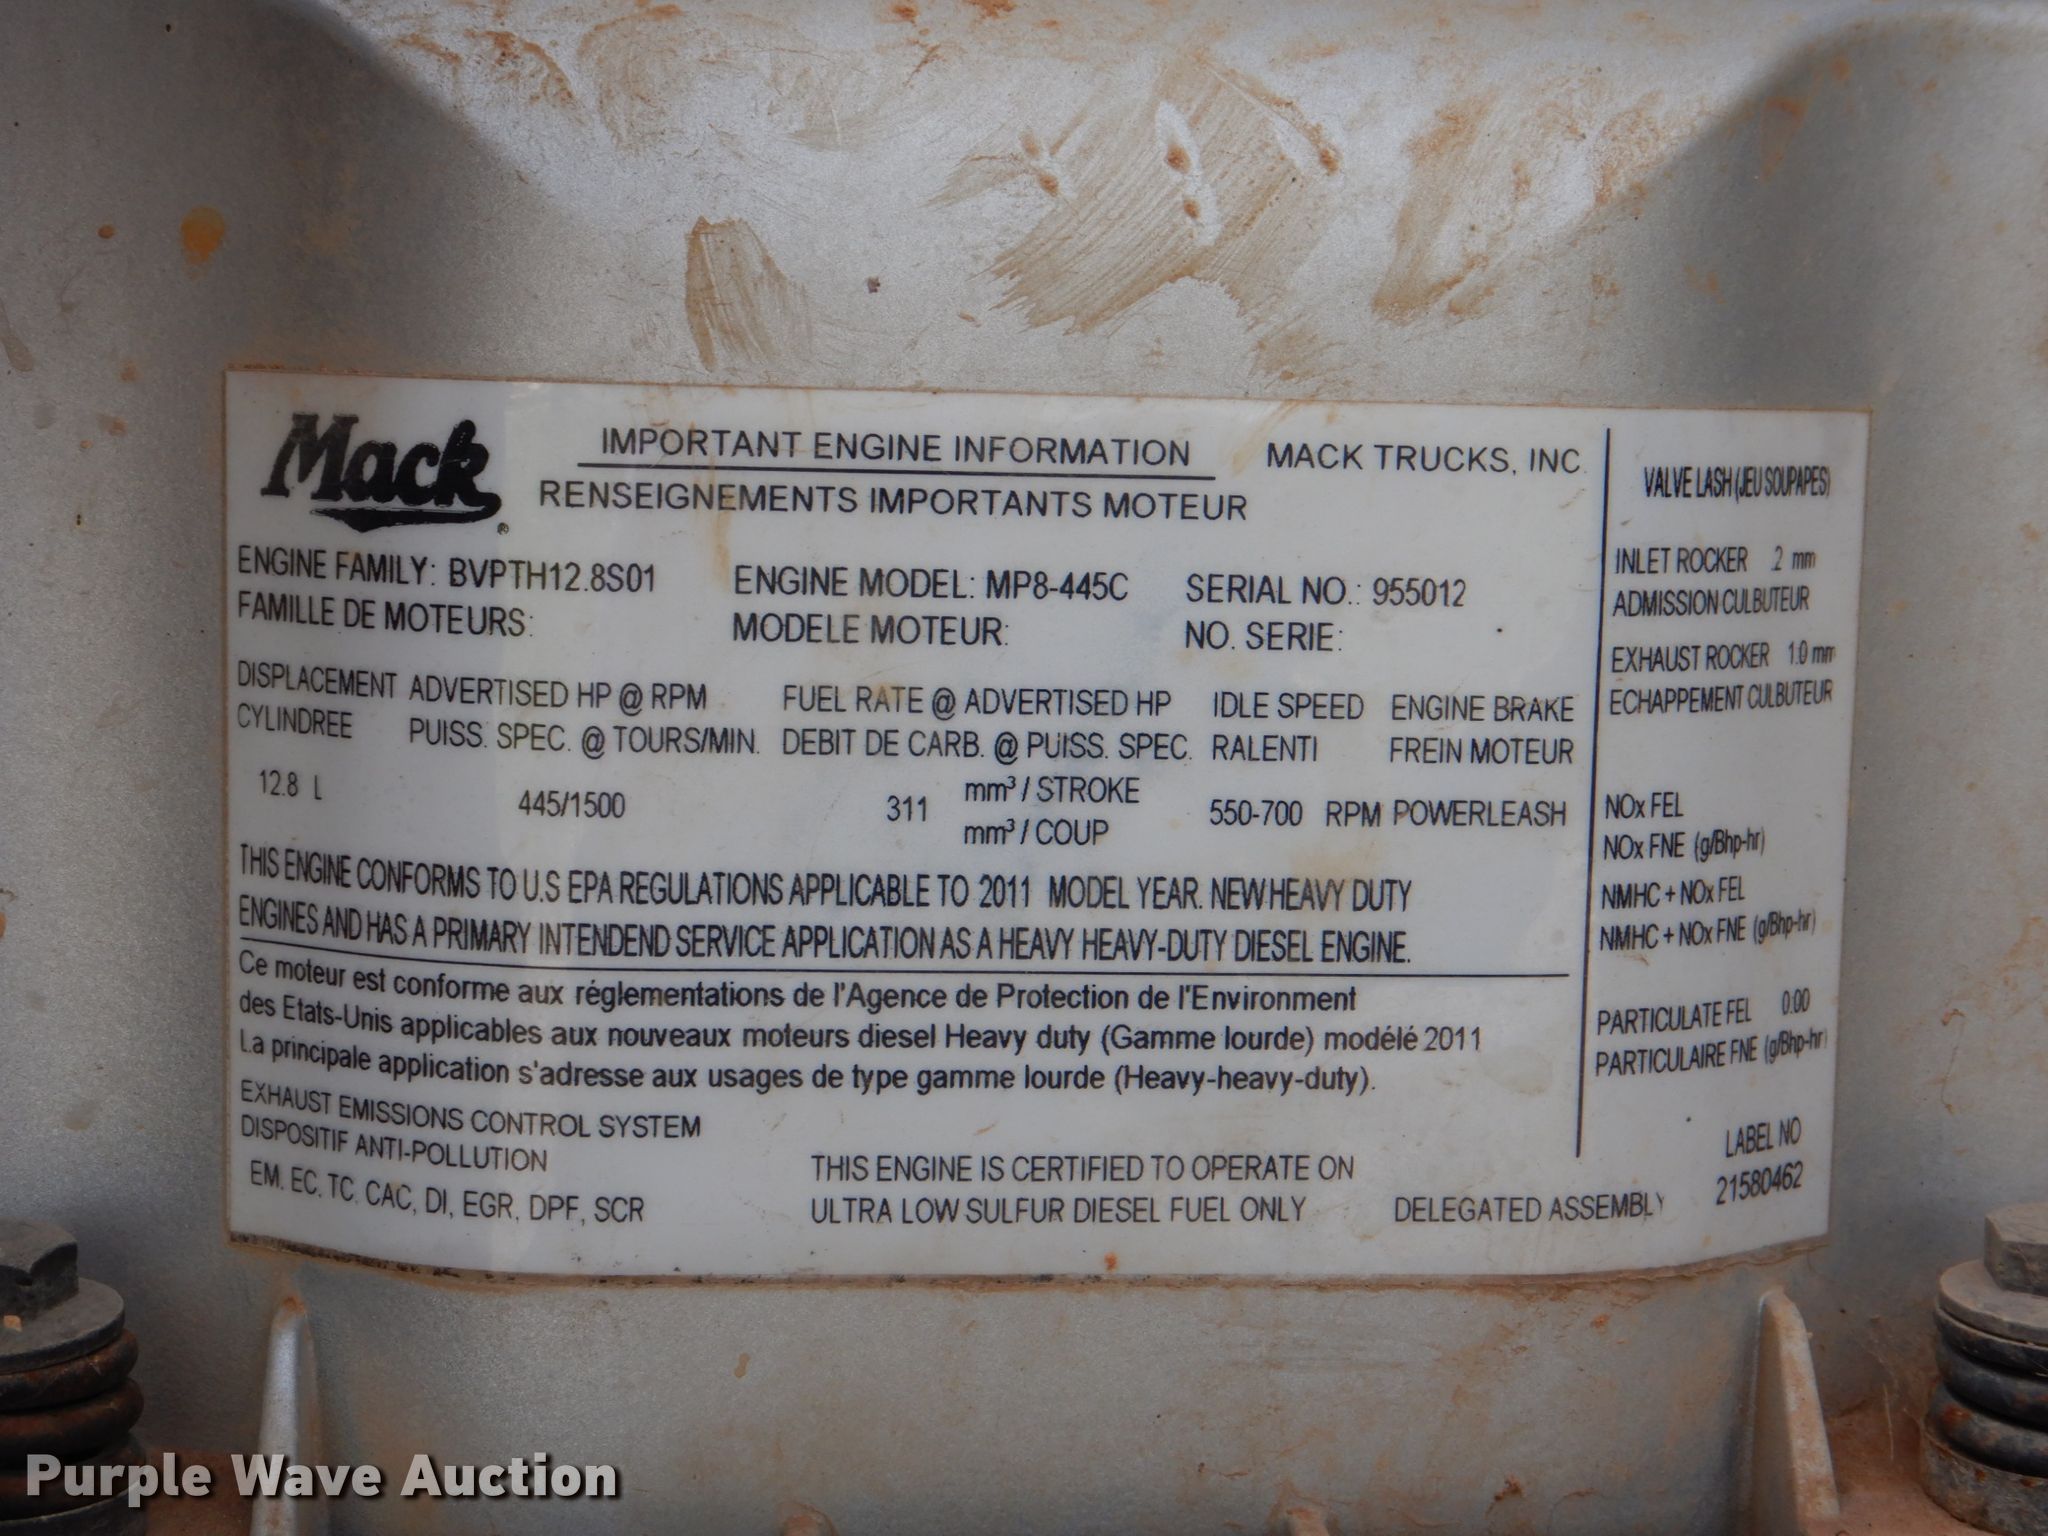 Mack®
IMPORTANT ENGINE INFORMATION MACK TRUCKS, INC.
RENSEIGNEMENTS IMPORTANTS MOTEUR
ENGINE FAMILY: BVPTH12.8S01 ENGINE MODEL: MP8-445C SERIAL NO.: 955012
FAMILLE DE MOTEURS: MODELE MOTEUR: NO. SERIE:
DISPLACEMENT ADVERTISED HP @ RPM FUEL RATE @ ADVERTISED HP IDLE SPEED ENGINE BRAKE
CYLINDREE PUISS. SPEC. @ TOURS/MIN. DEBIT DE CARB. @ PUISS. SPEC. RALENTI FREIN MOTEUR
12.8 L 445/1500 311 mm³ / STROKE 550-700 RPM POWERLEASH
mm³ / COUP
THIS ENGINE CONFORMS TO U.S EPA REGULATIONS APPLICABLE TO 2011 MODEL YEAR. NEW HEAVY DUTY
ENGINES AND HAS A PRIMARY INTENDEND SERVICE APPLICATION AS A HEAVY HEAVY-DUTY DIESEL ENGINE.
Ce moteur est conforme aux réglementations de l'Agence de Protection de l'Environment
des Etats-Unis applicables aux nouveaux moteurs diesel Heavy duty (Gamme lourde) modélé 2011
La principale application s'adresse aux usages de type gamme lourde (Heavy-heavy-duty).
EXHAUST EMISSIONS CONTROL SYSTEM
DISPOSITIF ANTI-POLLUTION
EM. EC. TC. CAC, DI, EGR, DPF, SCR
THIS ENGINE IS CERTIFIED TO OPERATE ON
ULTRA LOW SULFUR DIESEL FUEL ONLY DELEGATED ASSEMBLY
VALVE LASH (JEU SOUPAPES)
INLET ROCKER .2 mm
ADMISSION CULBUTEUR
EXHAUST ROCKER 1.0 mm
ECHAPPEMENT CULBUTEUR
NOx FEL
NOx FNE (g/Bhp-hr)
NMHC + NOx FEL
NMHC + NOx FNE (g/Bhp-hr)
PARTICULATE FEL 0.00
PARTICULAIRE FNE (g/Bhp-hr)
LABEL NO
21580462
Purple Wave Auction